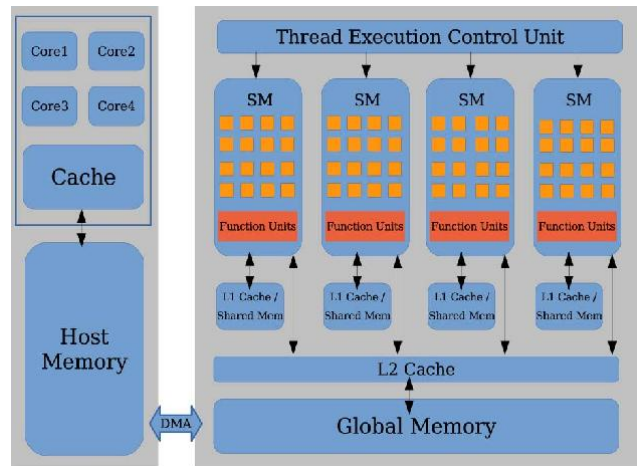 Core1
Core2
Core3
Core4
Cache
Host
Memory
DMA
Thread Execution Control Unit
SM
SM
SM
SM
Function Units
Function Units
Function Units
Function Units
L1 Cache /
Shared Mem
L1 Cache /
Shared Mem
L1 Cache /
Shared Mem
L1 Cache /
Shared Mem
L2 Cache
Global Memory